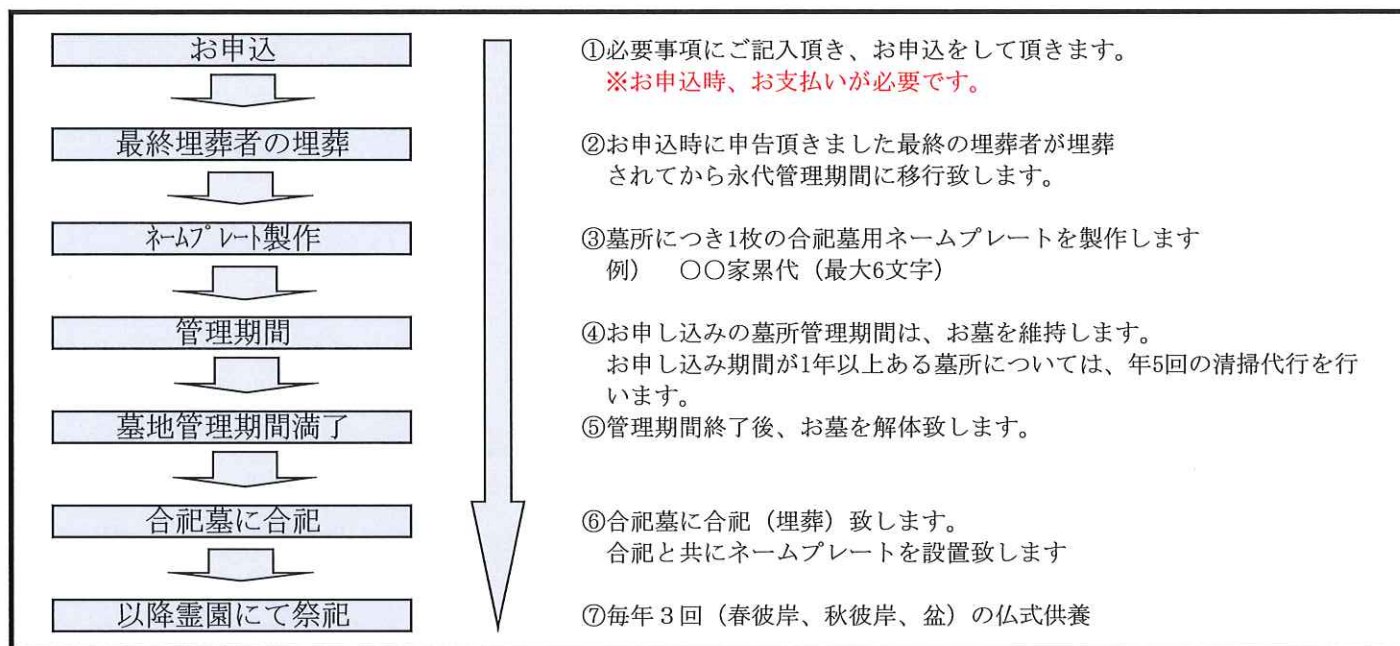 お申込
①必要事項にご記入頂き、お申込をして頂きます。
※お申込時、お支払いが必要です。
最終埋葬者の埋葬
②お申込時に申告頂きました最終の埋葬者が埋葬
されてから永代管理期間に移行致します。
ﾈｰﾑﾌﾟﾚｰﾄ製作
③墓所につき1枚の合祀墓用ネームプレートを製作します
例）　〇〇家累代（最大6文字）
管理期間
④お申し込みの墓所管理期間は、お墓を維持します。
お申し込み期間が1年以上ある墓所については、年5回の清掃代行を行
います。
墓地管理期間満了
⑤管理期間終了後、お墓を解体致します。
合祀墓に合祀
⑥合祀墓に合祀（埋葬）致します。
合祀と共にネームプレートを設置致します
以降霊園にて祭祀
⑦毎年３回（春彼岸、秋彼岸、盆）の仏式供養